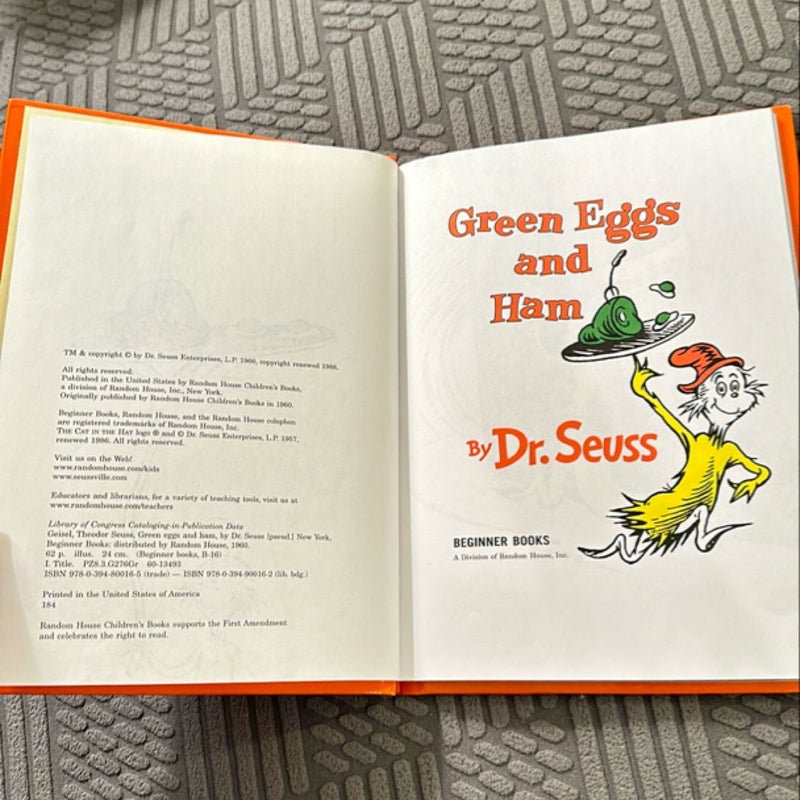 TM & copyright © by Dr. Seuss Enterprises, L.P. 1960, copyright renewed 1988.
All rights reserved.
Published in the United States by Random House Children's Books,
a division of Random House, Inc., New York.
Originally published by Random House Children's Books in 1960.
Beginner Books, Random House, and the Random House colophon
are registered trademarks of Random House, Inc.
THE CAT IN THE HAT logo ® and © Dr. Seuss Enterprises, L.P. 1957,
renewed 1986. All rights reserved.
Visit us on the Web!
www.randomhouse.com/kids
www.seussville.com
Educators and librarians, for a variety of teaching tools, visit us at
www.randomhouse.com/teachers
Library of Congress Cataloging-in-Publication Data
Geisel, Theodor Seuss, Green eggs and ham, by Dr. Seuss [pseud.] New York,
Beginner Books; distributed by Random House, 1960.
62 p. illus. 24 cm. (Beginner books, B-16)
I. Title. PZ8.3.G276Gr 60-13493
ISBN 978-0-394-80016-5 (trade) — ISBN 978-0-394-90016-2 (lib. bdg.)
Printed in the United States of America
184
Random House Children's Books supports the First Amendment
and celebrates the right to read.
Green Eggs
and
Ham
By Dr. Seuss
BEGINNER BOOKS
A Division of Random House, Inc.